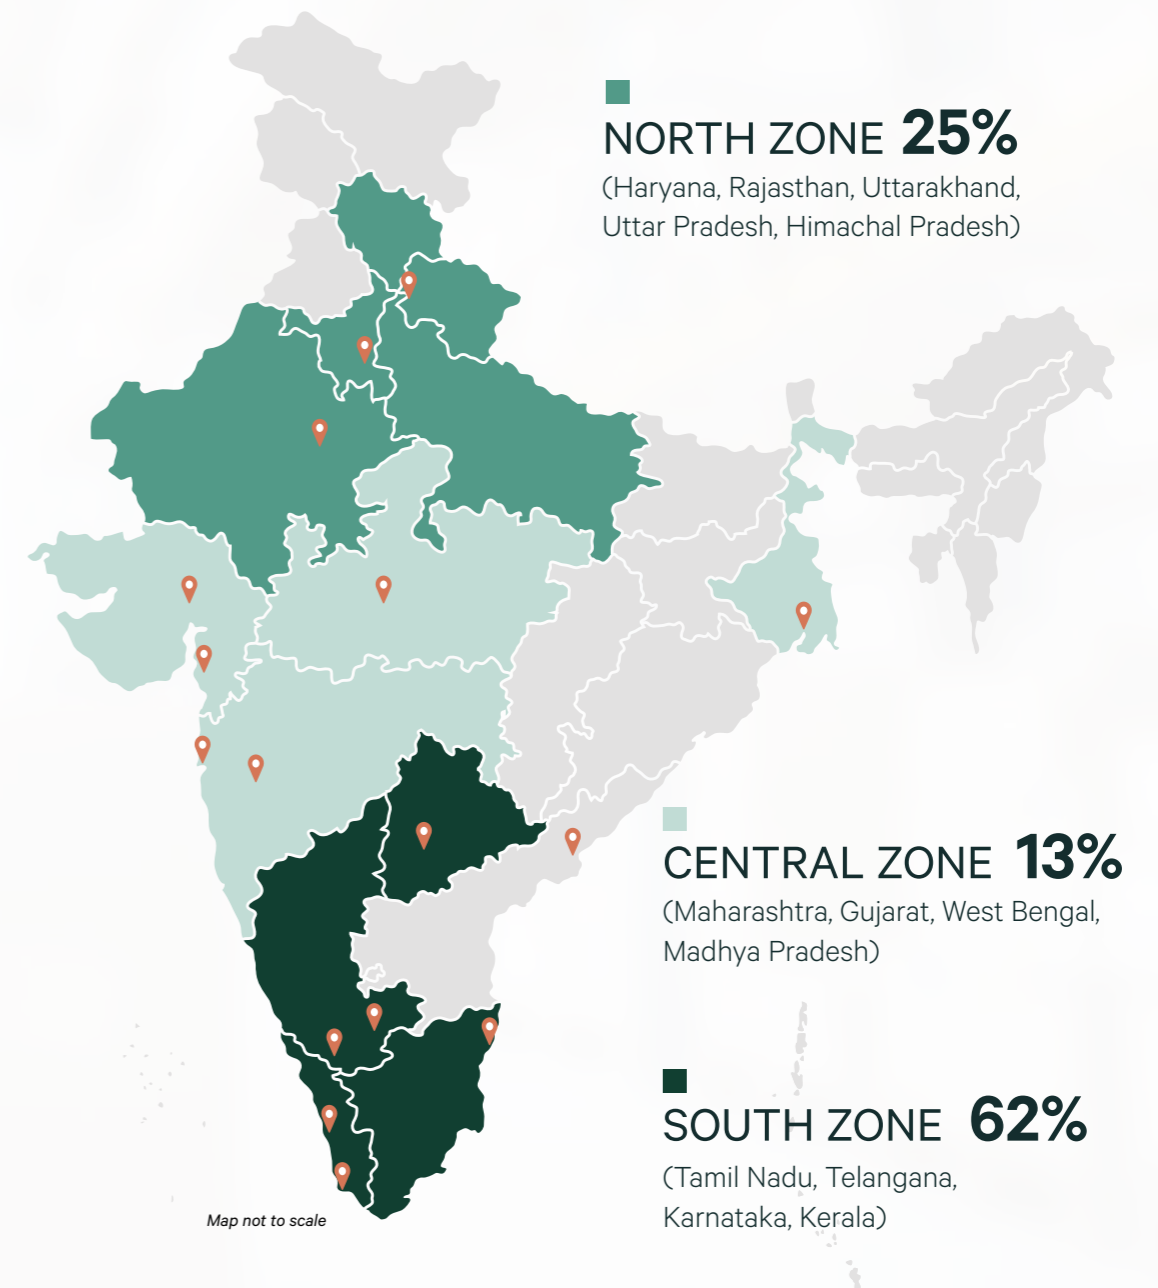 NORTH ZONE 25%
(Haryana, Rajasthan, Uttarakhand,
Uttar Pradesh, Himachal Pradesh)
CENTRAL ZONE 13%
(Maharashtra, Gujarat, West Bengal,
Madhya Pradesh)
SOUTH ZONE 62%
(Tamil Nadu, Telangana,
Karnataka, Kerala)
Map not to scale